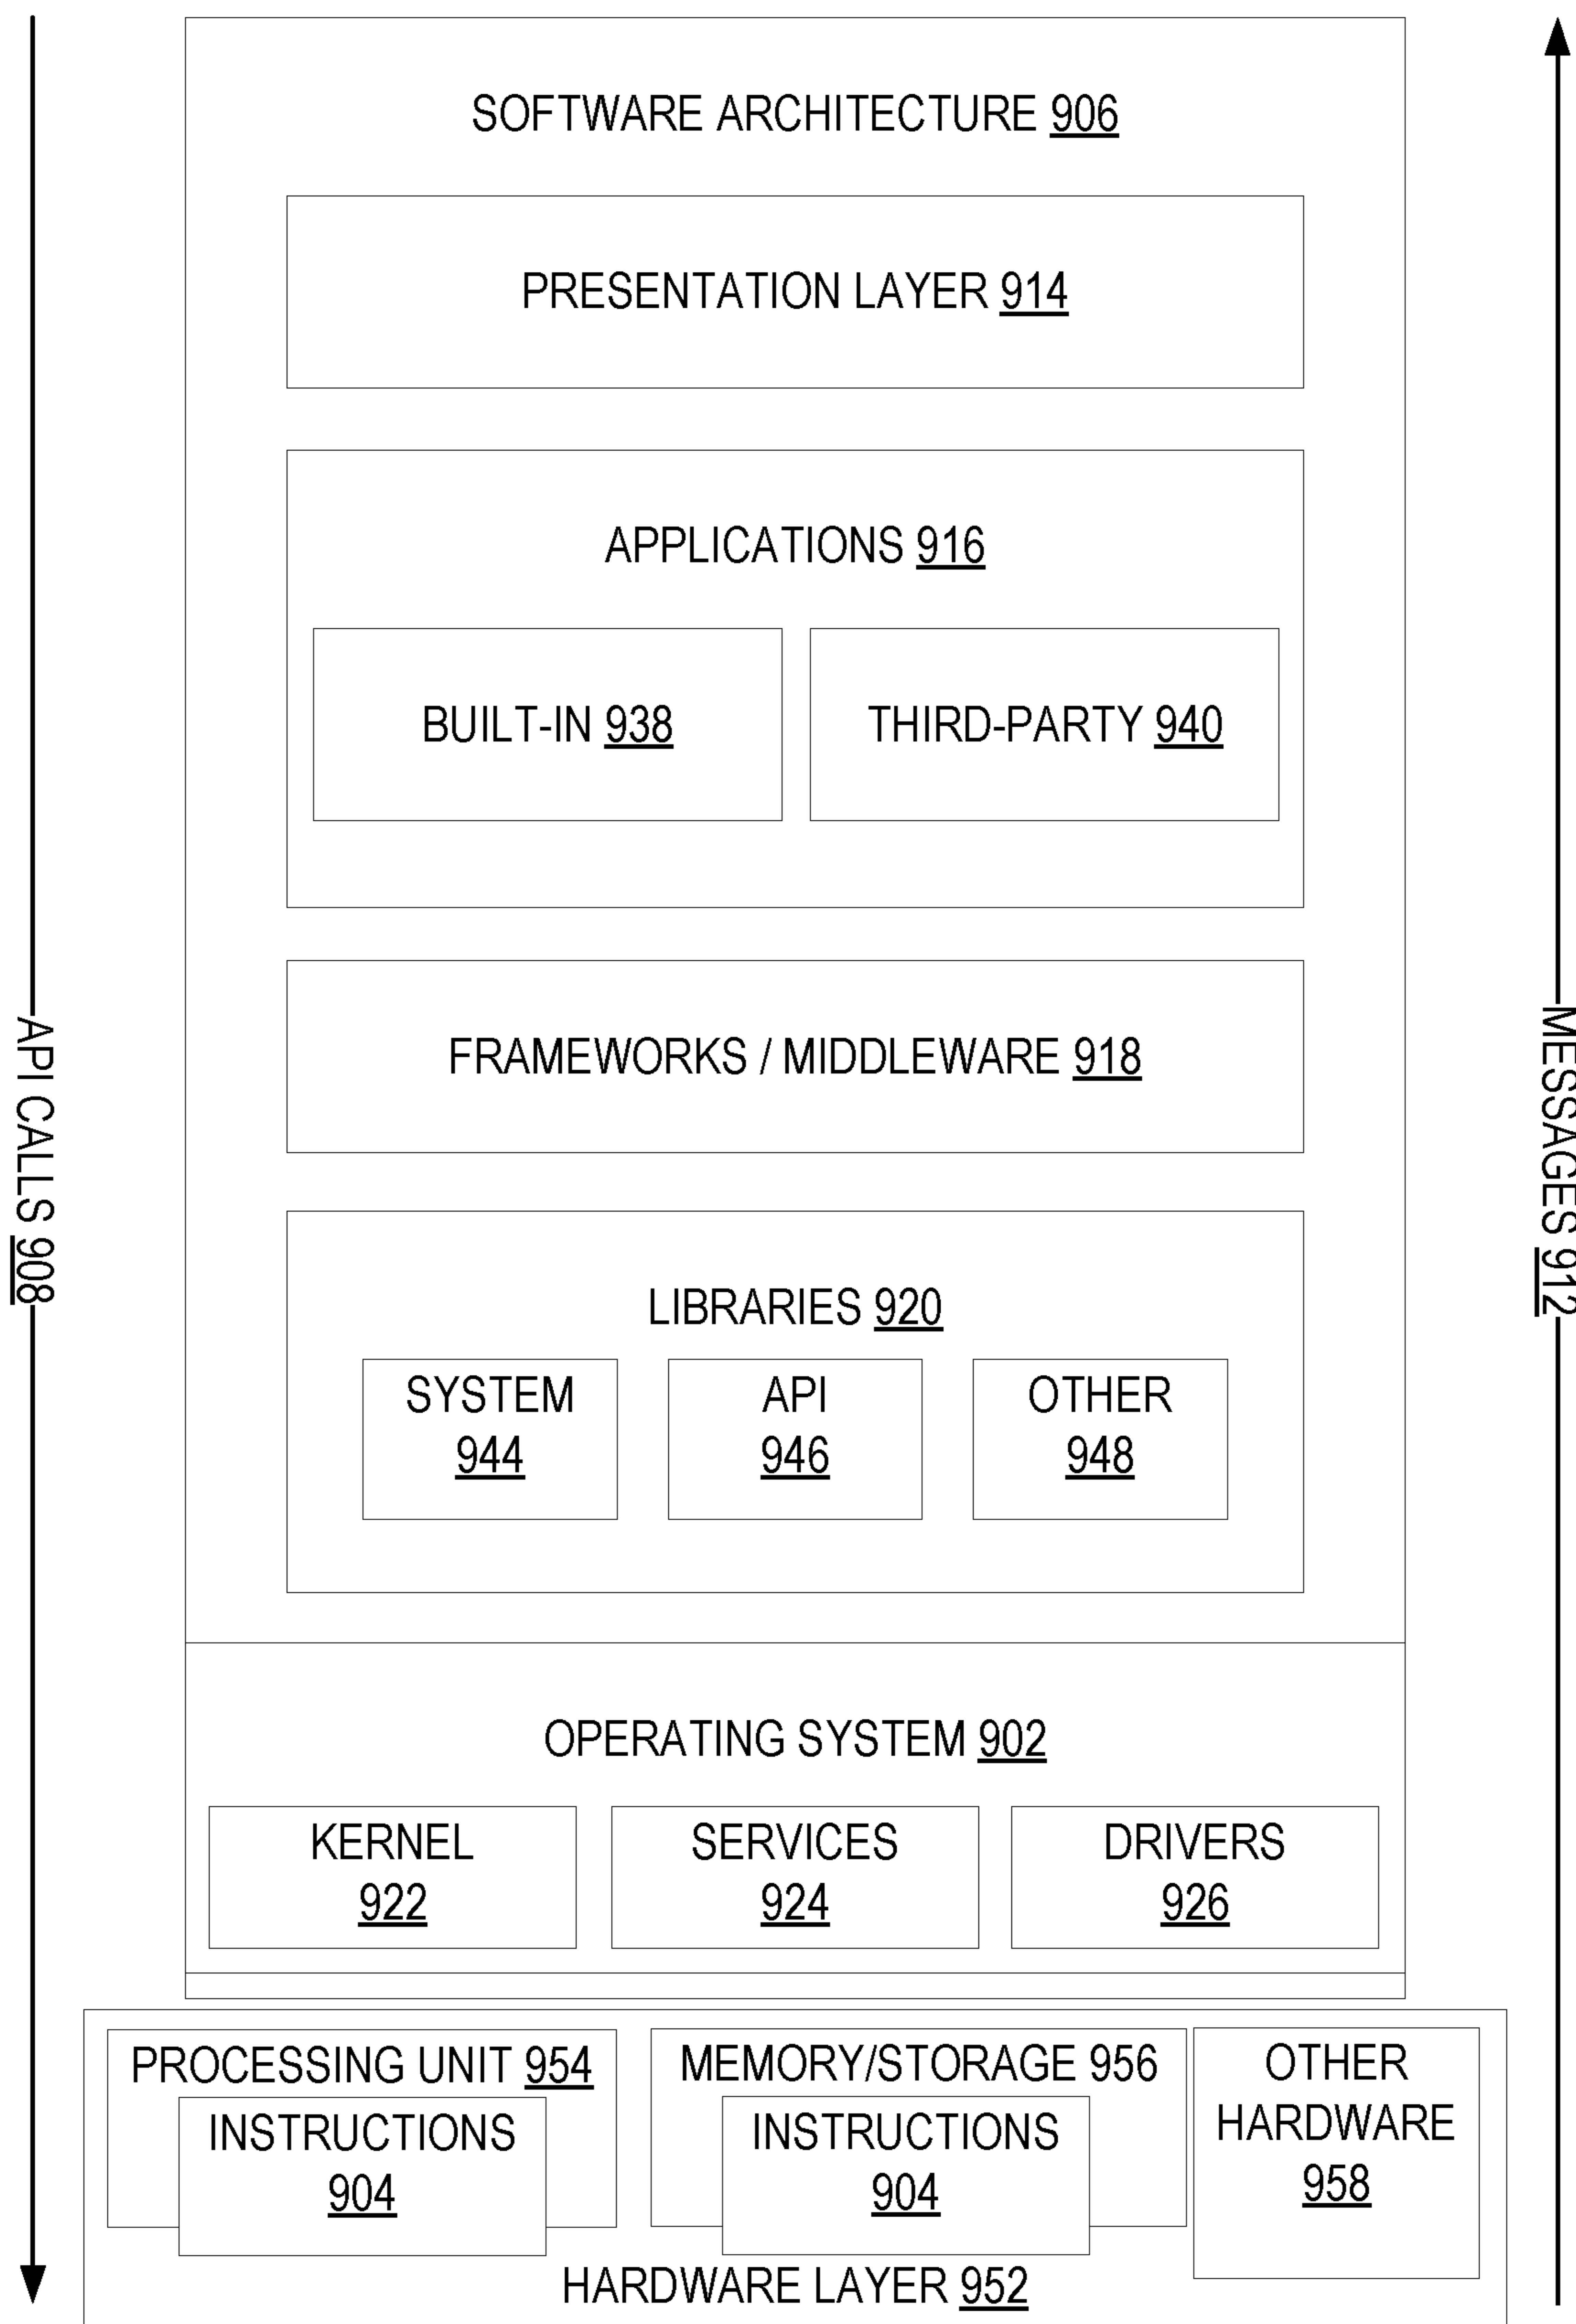 SOFTWARE ARCHITECTURE 906
PRESENTATION LAYER 914
APPLICATIONS 916
BUILT-IN 938
THIRD-PARTY 940
FRAMEWORKS / MIDDLEWARE 918
API CALLS 908
MESSAGES 912
LIBRARIES 920
SYSTEM
944
API
946
OTHER
948
OPERATING SYSTEM 902
KERNEL
922
SERVICES
924
DRIVERS
926
PROCESSING UNIT 954
INSTRUCTIONS
904
MEMORY/STORAGE 956
INSTRUCTIONS
904
OTHER
HARDWARE
958
HARDWARE LAYER 952